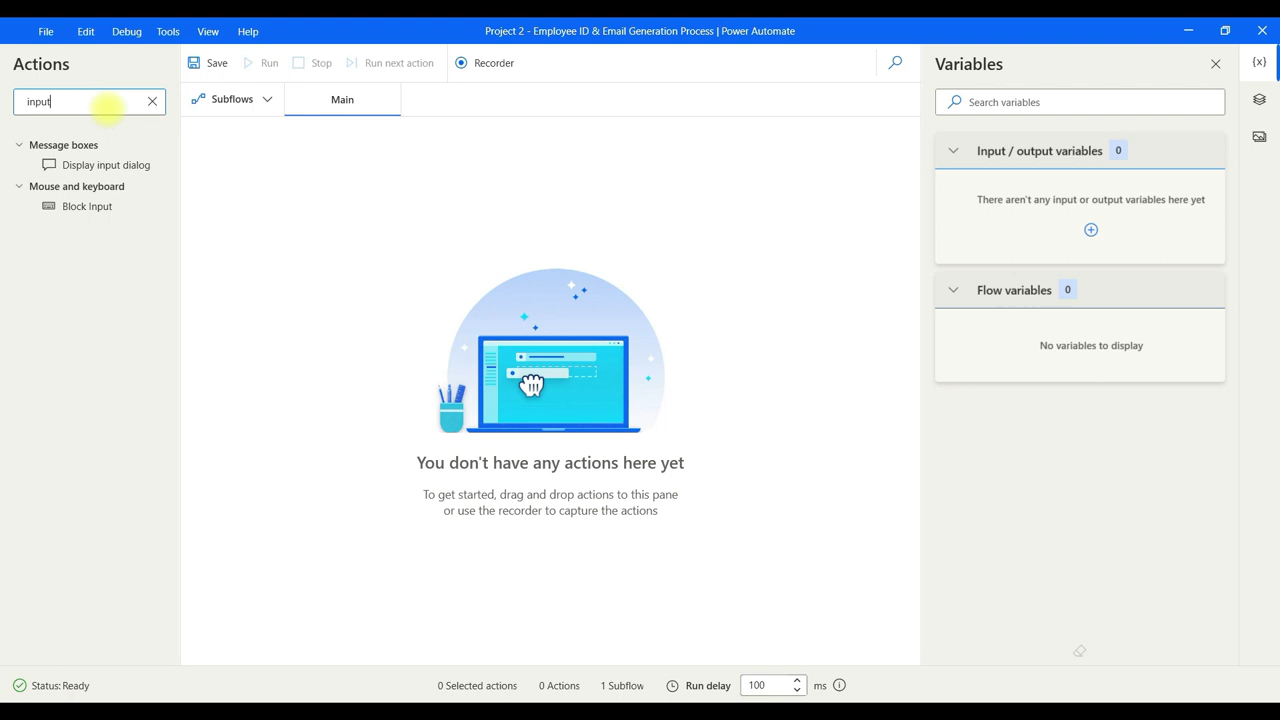 File Edit Debug Tools View Help
Project 2 - Employee ID & Email Generation Process | Power Automate
Actions
input
Message boxes
Display input dialog
Mouse and keyboard
Block Input
Save Run Stop Run next action Recorder
Subflows Main
You don't have any actions here yet
To get started, drag and drop actions to this pane
or use the recorder to capture the actions
Variables
{x}
Search variables
Input / output variables 0
There aren't any input or output variables here yet
Flow variables 0
No variables to display
Status: Ready 0 Selected actions 0 Actions 1 Subflow Run delay 100 ms